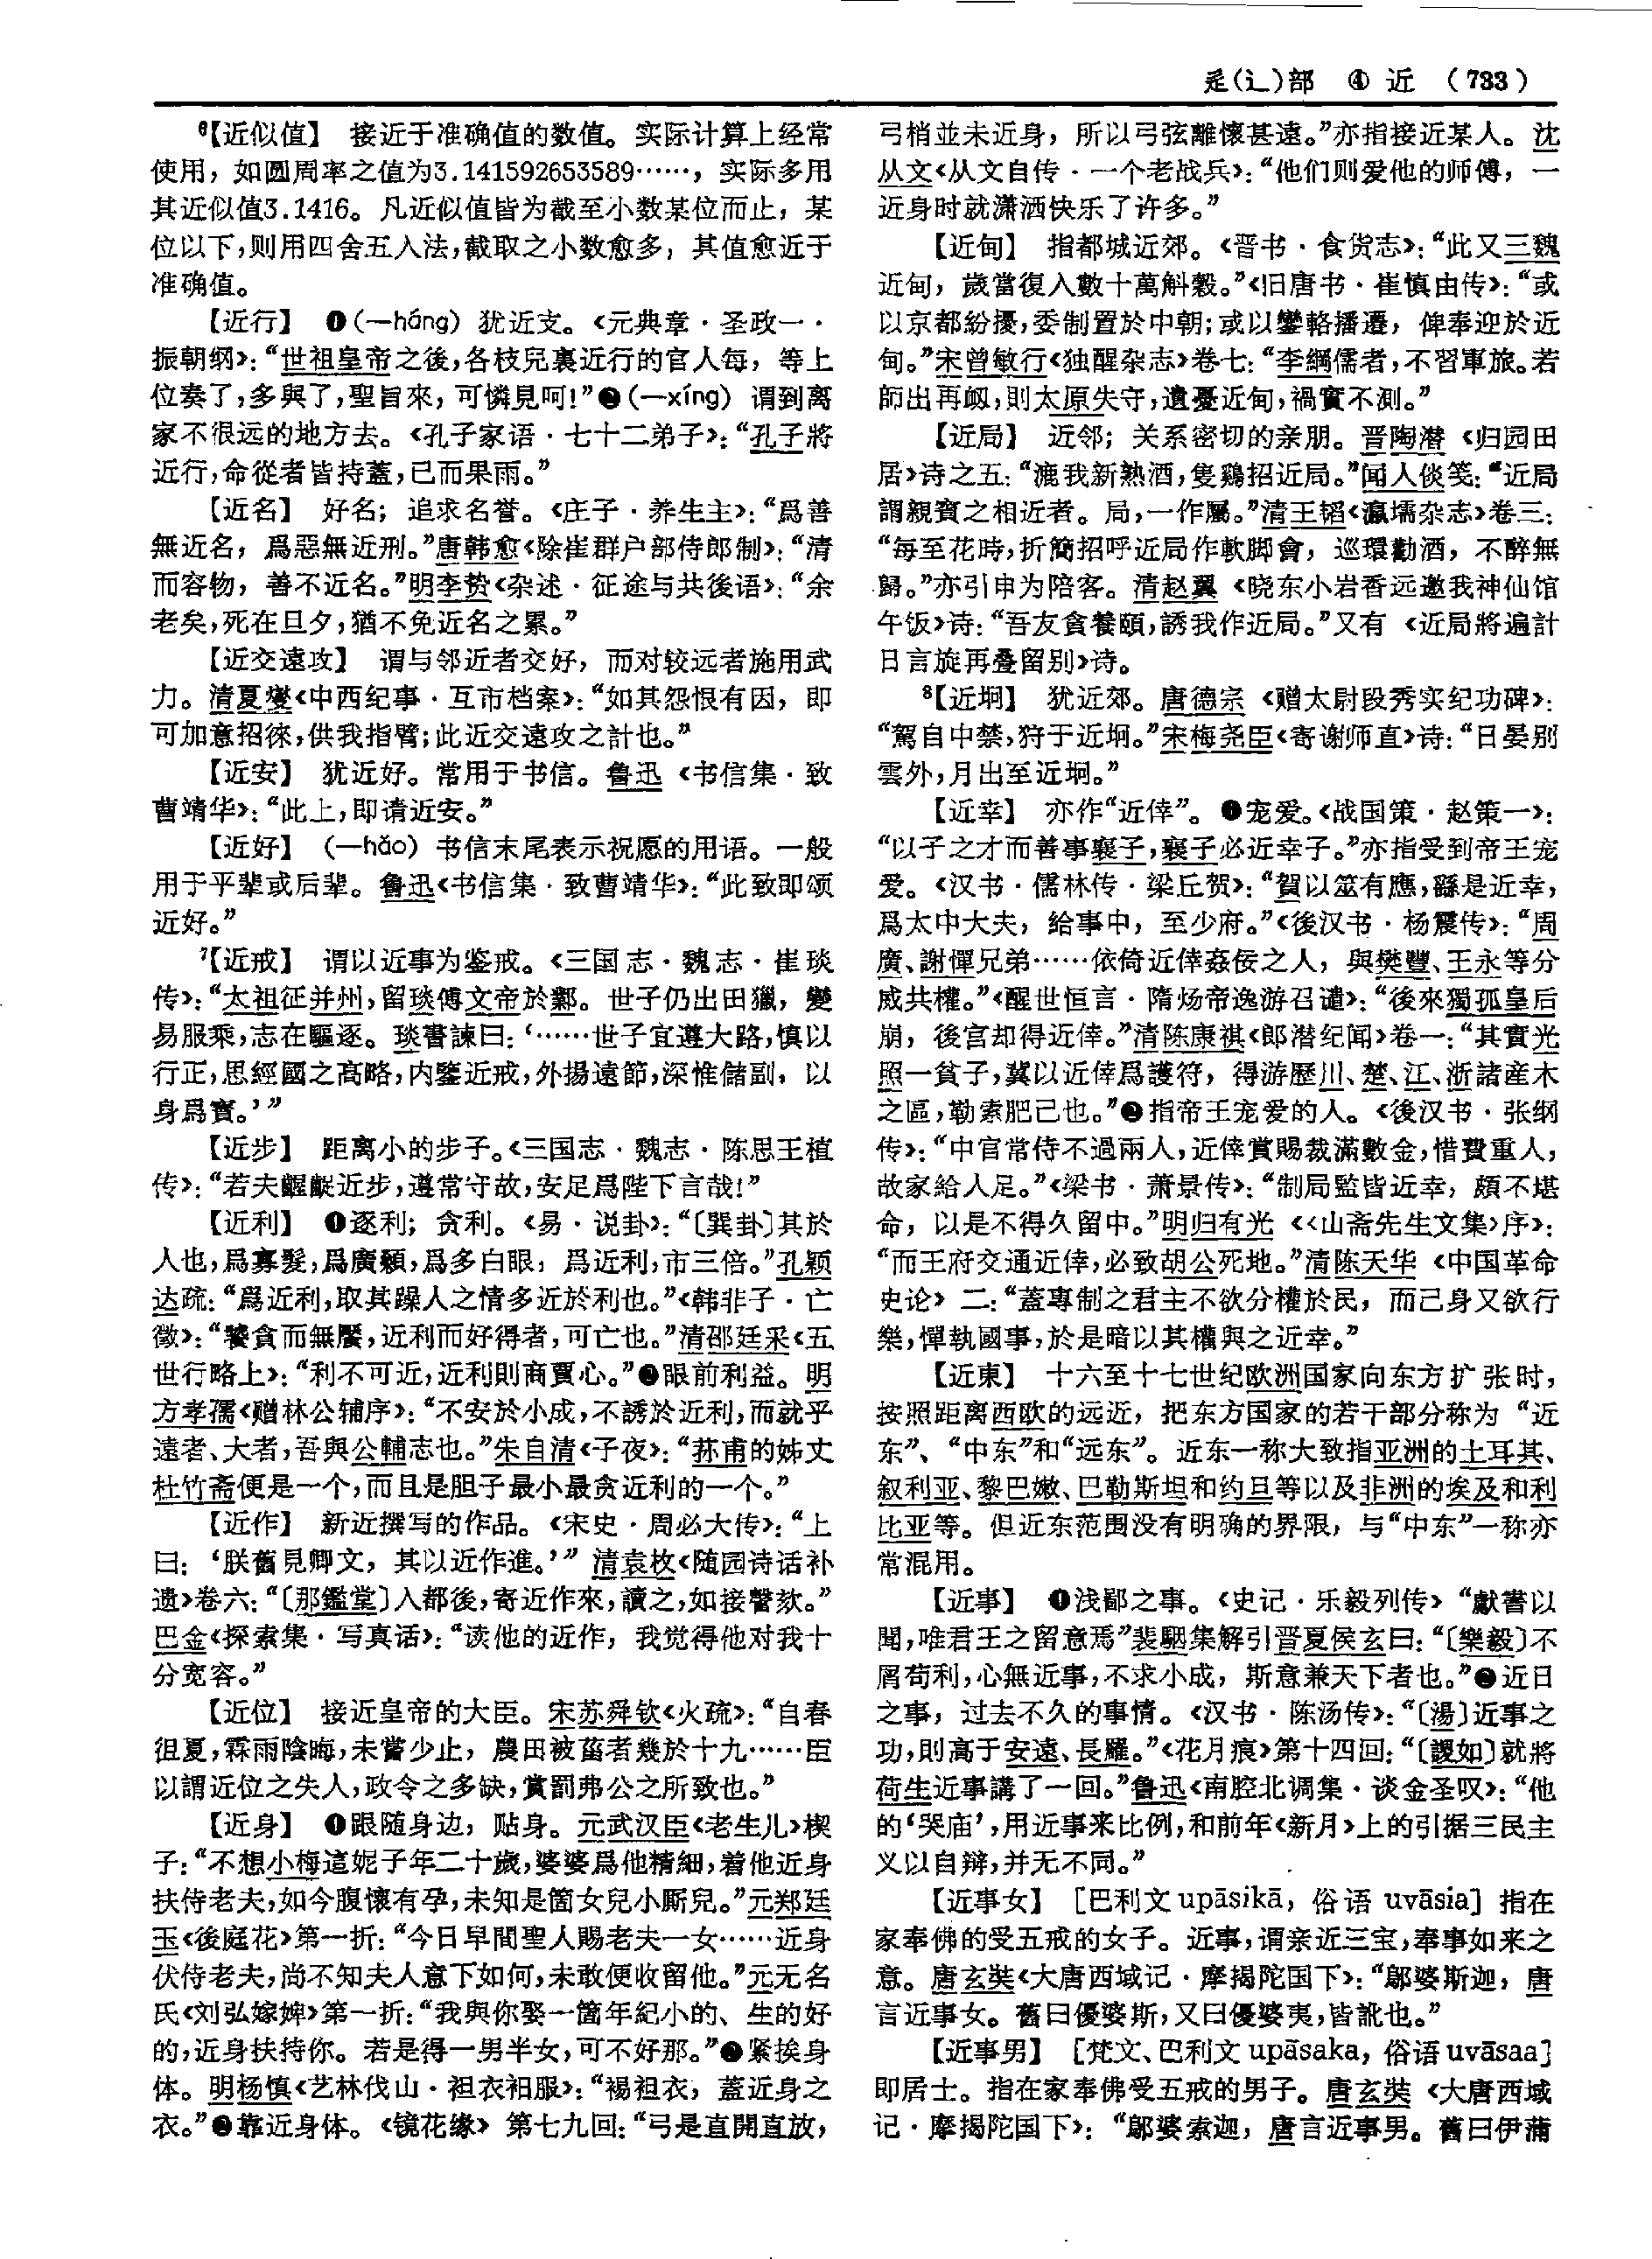 辵(辶)部 ④ 近 (733)
⁶【近似值】 接近于准确值的数值。实际计算上经常
使用，如圆周率之值为3.141592653589……，实际多用
其近似值3.1416。凡近似值皆为截至小数某位而止，某
位以下，则用四舍五入法，截取之小数愈多，其值愈近于
准确值。
【近行】 ❶(—háng) 犹近支。《元典章·圣政一·
振朝纲》：“世祖皇帝之後，各枝兒裏近行的官人每，等上
位奏了，多與了，聖旨來，可憐見呵！”❷(—xíng) 谓到离
家不很远的地方去。《孔子家语·七十二弟子》：“孔子將
近行，命從者皆持蓋，已而果雨。”
【近名】 好名；追求名誉。《庄子·养生主》：“爲善
無近名，爲惡無近刑。”唐韩愈《除崔群户部侍郎制》：“清
而容物，善不近名。”明李贽《杂述·征途与共後语》：“余
老矣，死在旦夕，猶不免近名之累。”
【近交遠攻】 谓与邻近者交好，而对较远者施用武
力。清夏燮《中西纪事·互市档案》：“如其怨恨有因，即
可加意招徠，供我指臂；此近交遠攻之計也。”
【近安】 犹近好。常用于书信。鲁迅《书信集·致
曹靖华》：“此上，即请近安。”
【近好】 (—hǎo) 书信末尾表示祝愿的用语。一般
用于平辈或后辈。鲁迅《书信集·致曹靖华》：“此致即颂
近好。”
⁷【近戒】 谓以近事为鉴戒。《三国志·魏志·崔琰
传》：“太祖征并州，留琰傅文帝於鄴。世子仍出田獵，變
易服乘，志在驅逐。琰書諫曰：‘……世子宜遵大路，慎以
行正，思經國之高略，内鑒近戒，外揚遠節，深惟儲副，以
身爲寶。’”
【近步】 距离小的步子。《三国志·魏志·陈思王植
传》：“若夫齷齪近步，遵常守故，安足爲陛下言哉！”
【近利】 ❶逐利；贪利。《易·说卦》：“〔巽卦〕其於
人也，爲寡髮，爲廣顙，爲多白眼，爲近利，市三倍。”孔颖
达疏：“爲近利，取其躁人之情多近於利也。”《韩非子·亡
徵》：“饕貪而無饜，近利而好得者，可亡也。”清邵廷采《五
世行略上》：“利不可近，近利則商賈心。”❷眼前利益。明
方孝孺《赠林公辅序》：“不安於小成，不誘於近利，而就乎
遠者、大者，吾與公輔志也。”朱自清《子夜》：“荪甫的姊丈
杜竹斋便是一个，而且是胆子最小最贪近利的一个。”
【近作】 新近撰写的作品。《宋史·周必大传》：“上
曰：‘朕舊見卿文，其以近作進。’”清袁枚《随园诗话补
遗》卷六：“〔那鑑堂〕入都後，寄近作來，讀之，如接謦欬。”
巴金《探索集·写真话》：“读他的近作，我觉得他对我十
分宽容。”
【近位】 接近皇帝的大臣。宋苏舜钦《火疏》：“自春
徂夏，霖雨陰晦，未嘗少止，農田被菑者幾於十九……臣
以謂近位之失人，政令之多缺，賞罰弗公之所致也。”
【近身】 ❶跟随身边，贴身。元武汉臣《老生儿》楔
子：“不想小梅這妮子年二十歲，婆婆爲他精細，着他近身
扶侍老夫，如今腹懷有孕，未知是箇女兒小厮兒。”元郑廷
玉《後庭花》第一折：“今日早間聖人賜老夫一女……近身
伏侍老夫，尚不知夫人意下如何，未敢便收留他。”元无名
氏《刘弘嫁婢》第一折：“我與你娶一箇年紀小的、生的好
的，近身扶持你。若是得一男半女，可不好那。”❷紧挨身
体。明杨慎《艺林伐山·袒衣衵服》：“裼袒衣，蓋近身之
衣。”❸靠近身体。《镜花缘》第七九回：“弓是直開直放，
弓梢並未近身，所以弓弦離懷甚遠。”亦指接近某人。沈
从文《从文自传·一个老战兵》：“他们则爱他的师傅，一
近身时就潇洒快乐了许多。”
【近甸】 指都城近郊。《晋书·食货志》：“此又三魏
近甸，歲當復入數十萬斛穀。”《旧唐书·崔慎由传》：“或
以京都紛擾，委制置於中朝；或以鑾輅播遷，俾奉迎於近
甸。”宋曾敏行《独醒杂志》卷七：“李綱儒者，不習軍旅。若
師出再衂，則太原失守，遺憂近甸，禍實不測。”
【近局】 近邻；关系密切的亲朋。晋陶潜《归园田
居》诗之五：“漉我新熟酒，隻鷄招近局。”闻人倓笺：“近局
謂親賓之相近者。局，一作屬。”清王韬《瀛壖杂志》卷三：
“每至花時，折簡招呼近局作軟脚會，巡環勸酒，不醉無
歸。”亦引申为陪客。清赵翼《晓东小岩香远邀我神仙馆
午饭》诗：“吾友貪養頤，誘我作近局。”又有《近局將遍計
日言旋再叠留别》诗。
⁸【近坰】 犹近郊。唐德宗《赠太尉段秀实纪功碑》：
“駕自中禁，狩于近坰。”宋梅尧臣《寄谢师直》诗：“日晏别
雲外，月出至近坰。”
【近幸】 亦作“近倖”。❶宠爱。《战国策·赵策一》：
“以子之才而善事襄子，襄子必近幸子。”亦指受到帝王宠
爱。《汉书·儒林传·梁丘贺》：“賀以筮有應，繇是近幸，
爲太中大夫，給事中，至少府。”《後汉书·杨震传》：“周
廣、謝惲兄弟……依倚近倖姦佞之人，與樊豐、王永等分
威共權。”《醒世恒言·隋炀帝逸游召谴》：“後來獨孤皇后
崩，後宫却得近倖。”清陈康祺《郎潜纪闻》卷一：“其實光
照一貧子，冀以近倖爲護符，得游歷川、楚、江、浙諸産木
之區，勒索肥己也。”❷指帝王宠爱的人。《後汉书·张纲
传》：“中官常侍不過兩人，近倖賞賜裁滿數金，惜費重人，
故家給人足。”《梁书·萧景传》：“制局監皆近幸，頗不堪
命，以是不得久留中。”明归有光《〈山斋先生文集〉序》：
“而王府交通近倖，必致胡公死地。”清陈天华《中国革命
史论》二：“蓋專制之君主不欲分權於民，而己身又欲行
樂，憚執國事，於是暗以其權與之近幸。”
【近東】 十六至十七世纪欧洲国家向东方扩张时，
按照距离西欧的远近，把东方国家的若干部分称为“近
东”、“中东”和“远东”。近东一称大致指亚洲的土耳其、
叙利亚、黎巴嫩、巴勒斯坦和约旦等以及非洲的埃及和利
比亚等。但近东范围没有明确的界限，与“中东”一称亦
常混用。
【近事】 ❶浅鄙之事。《史记·乐毅列传》“獻書以
聞，唯君王之留意焉”裴駰集解引晋夏侯玄曰：“〔樂毅〕不
屑苟利，心無近事，不求小成，斯意兼天下者也。”❷近日
之事，过去不久的事情。《汉书·陈汤传》：“〔湯〕近事之
功，則高于安遠、長羅。”《花月痕》第十四回：“〔謖如〕就將
荷生近事講了一回。”鲁迅《南腔北调集·谈金圣叹》：“他
的‘哭庙’，用近事来比例，和前年《新月》上的引据三民主
义以自辩，并无不同。”
【近事女】 [巴利文 upāsikā，俗语 uvāsia] 指在
家奉佛的受五戒的女子。近事，谓亲近三宝，奉事如来之
意。唐玄奘《大唐西域记·摩揭陀国下》：“鄔婆斯迦，唐
言近事女。舊曰優婆斯，又曰優婆夷，皆訛也。”
【近事男】 [梵文、巴利文 upāsaka，俗语 uvāsaa]
即居士。指在家奉佛受五戒的男子。唐玄奘《大唐西域
记·摩揭陀国下》：“鄔婆索迦，唐言近事男。舊曰伊蒲